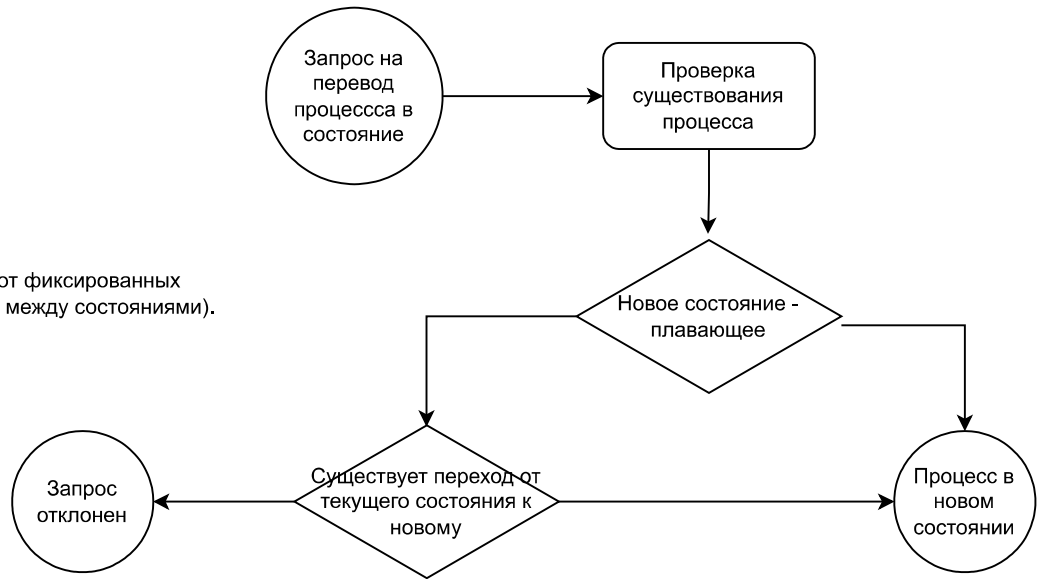 Запрос на
перевод
процессса в
состояние
Проверка
существования
процесса
от фиксированных
между состояниями).
Новое состояние -
плавающее
Запрос
отклонен
Существует переход от
текущего состояния к
новому
Процесс в
новом
состоянии